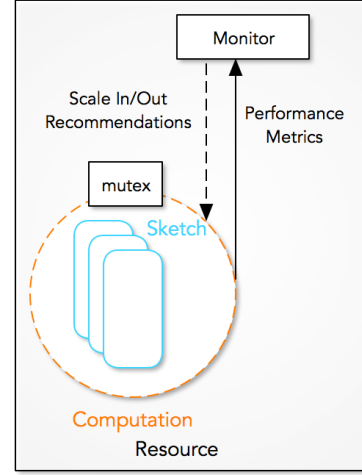 Monitor
Scale In/Out
Recommendations
Performance
Metrics
mutex
Sketch
Computation
Resource